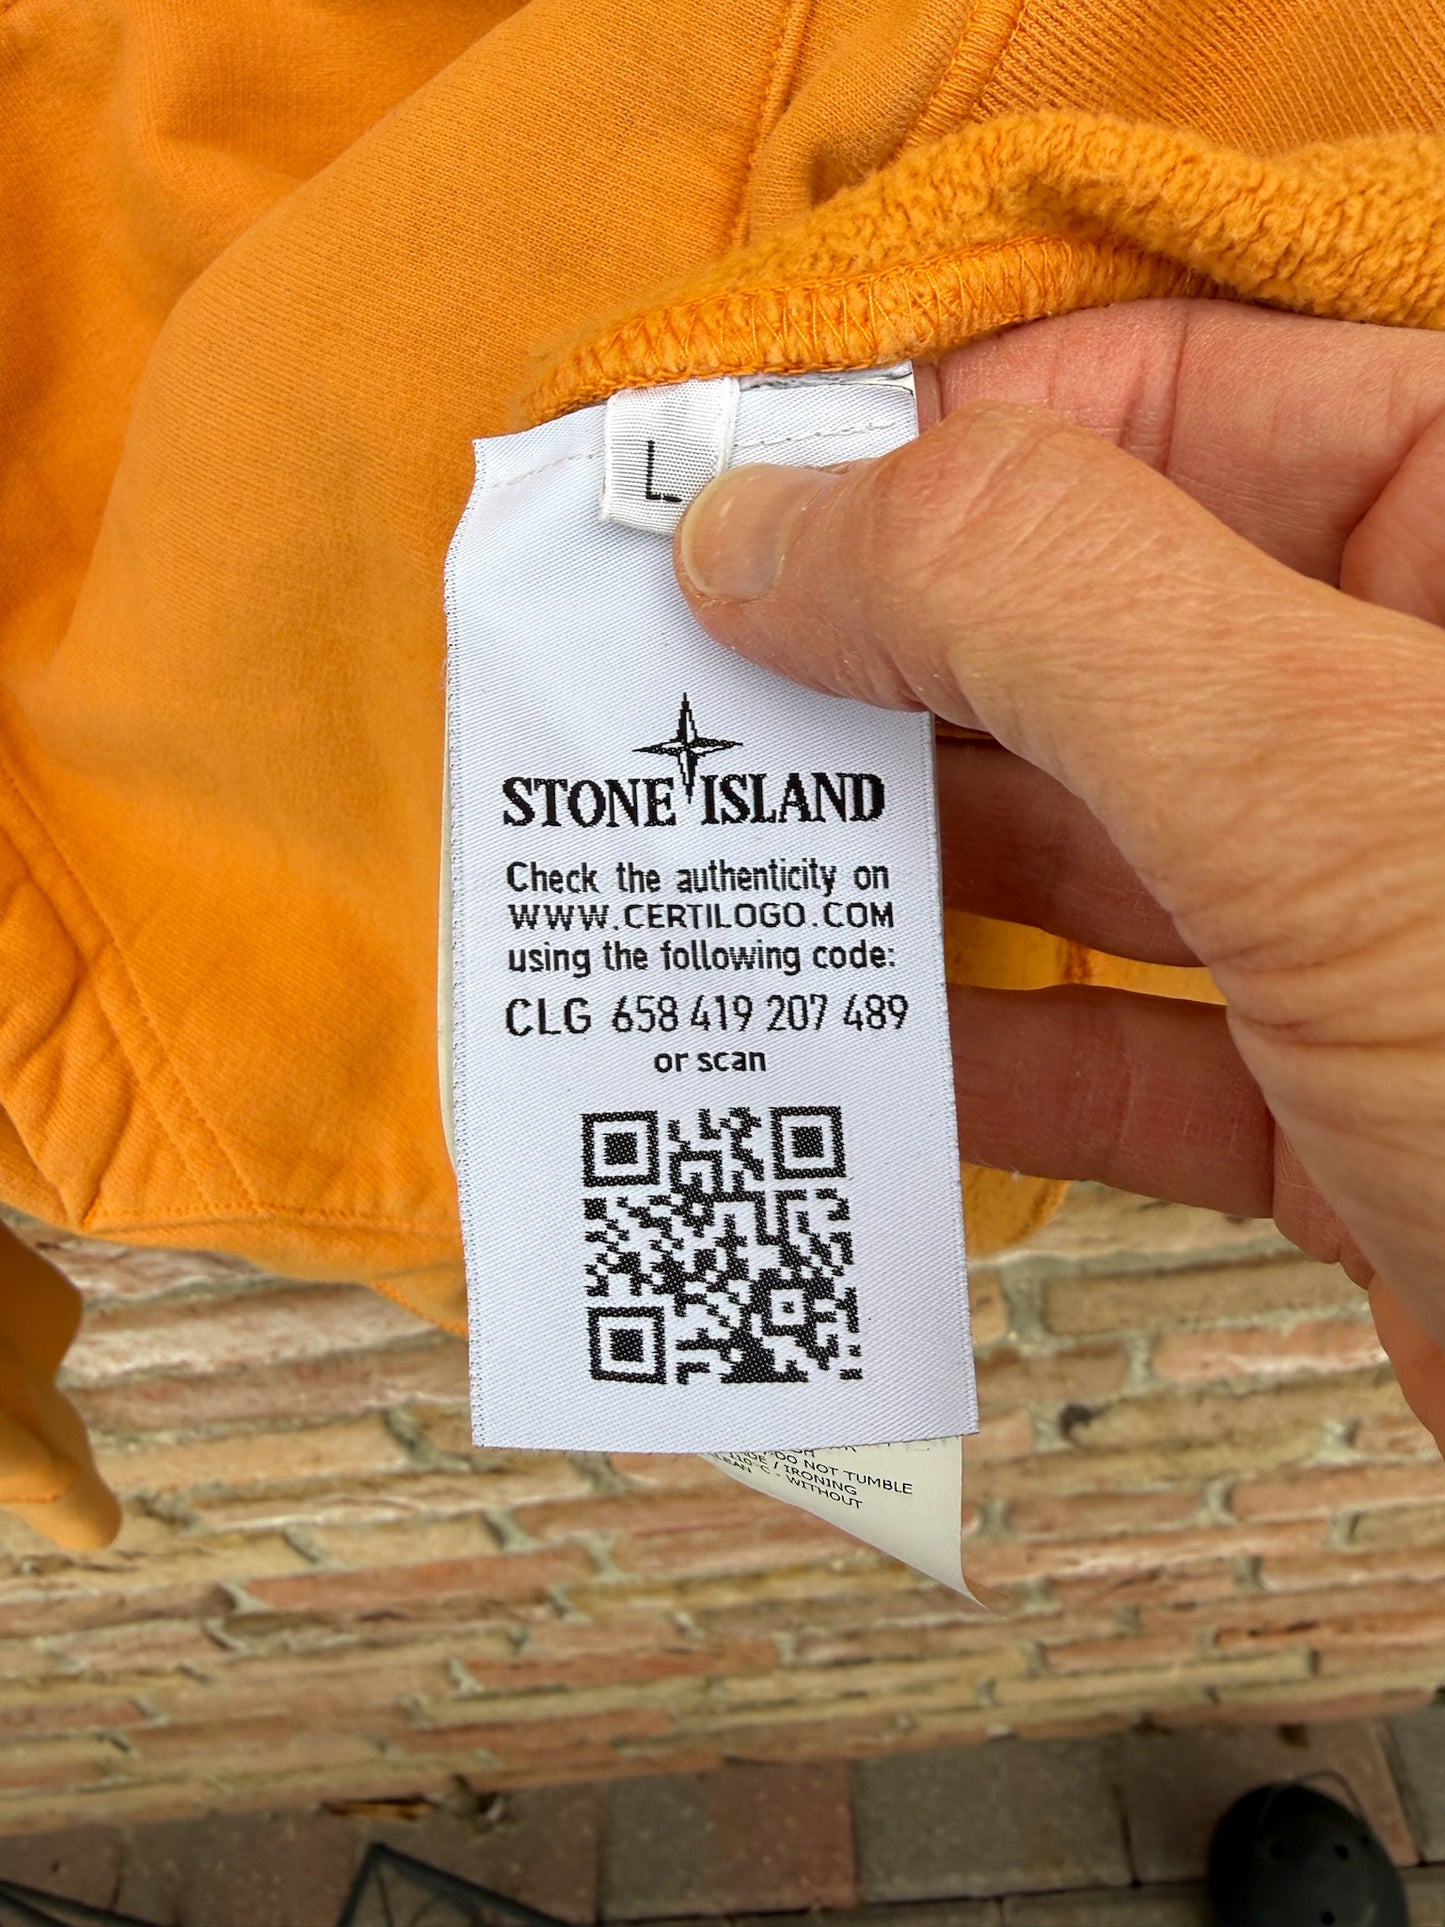 L
STONE ISLAND
Check the authenticity on
WWW.CERTILOGO.COM
using the following code:
CLG 658 419 207 489
or scan
DO NOT TUMBLE
/ IRONING
110°C - WITHOUT